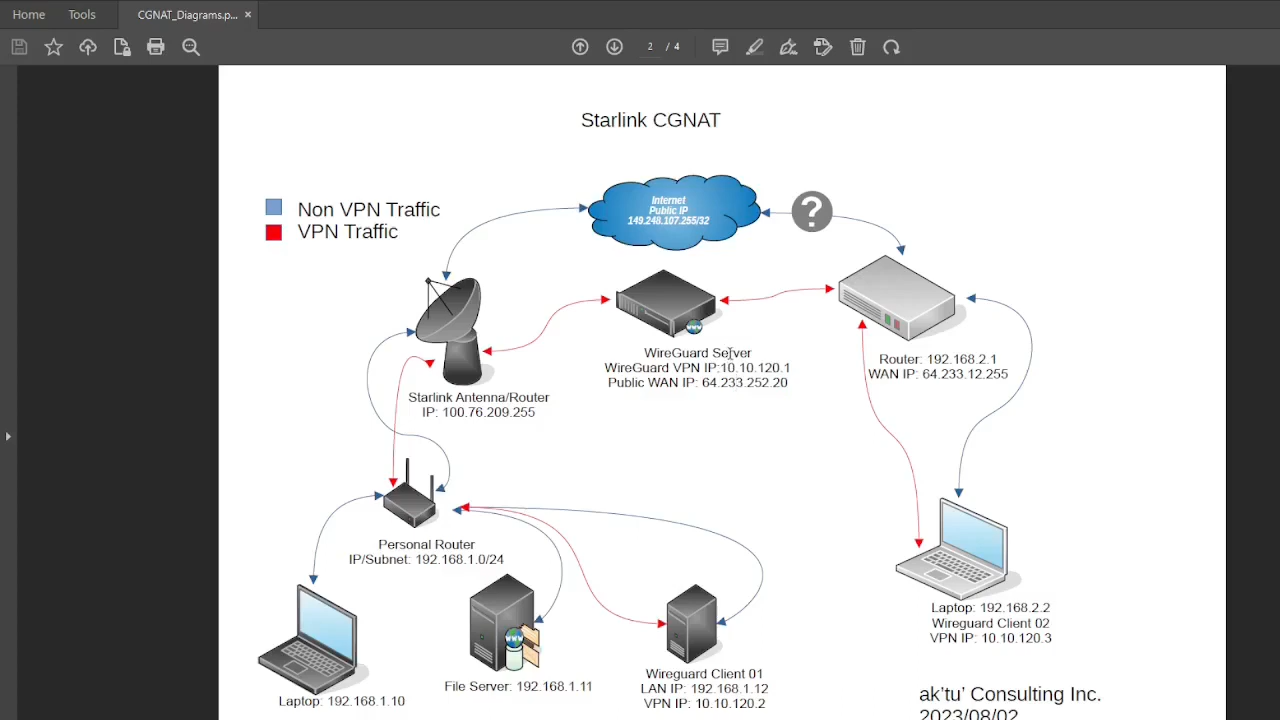 Home Tools CGNAT_Diagrams.p... ×
2 / 4
Starlink CGNAT
Non VPN Traffic
VPN Traffic
Internet
Public IP
149.248.107.255/32
?
WireGuard Server
WireGuard VPN IP:10.10.120.1
Public WAN IP: 64.233.252.20
Router: 192.168.2.1
WAN IP: 64.233.12.255
Starlink Antenna/Router
IP: 100.76.209.255
Personal Router
IP/Subnet: 192.168.1.0/24
Laptop: 192.168.2.2
Wireguard Client 02
VPN IP: 10.10.120.3
Laptop: 192.168.1.10
File Server: 192.168.1.11
Wireguard Client 01
LAN IP: 192.168.1.12
VPN IP: 10.10.120.2
ak’tu’ Consulting Inc.
2023/08/02